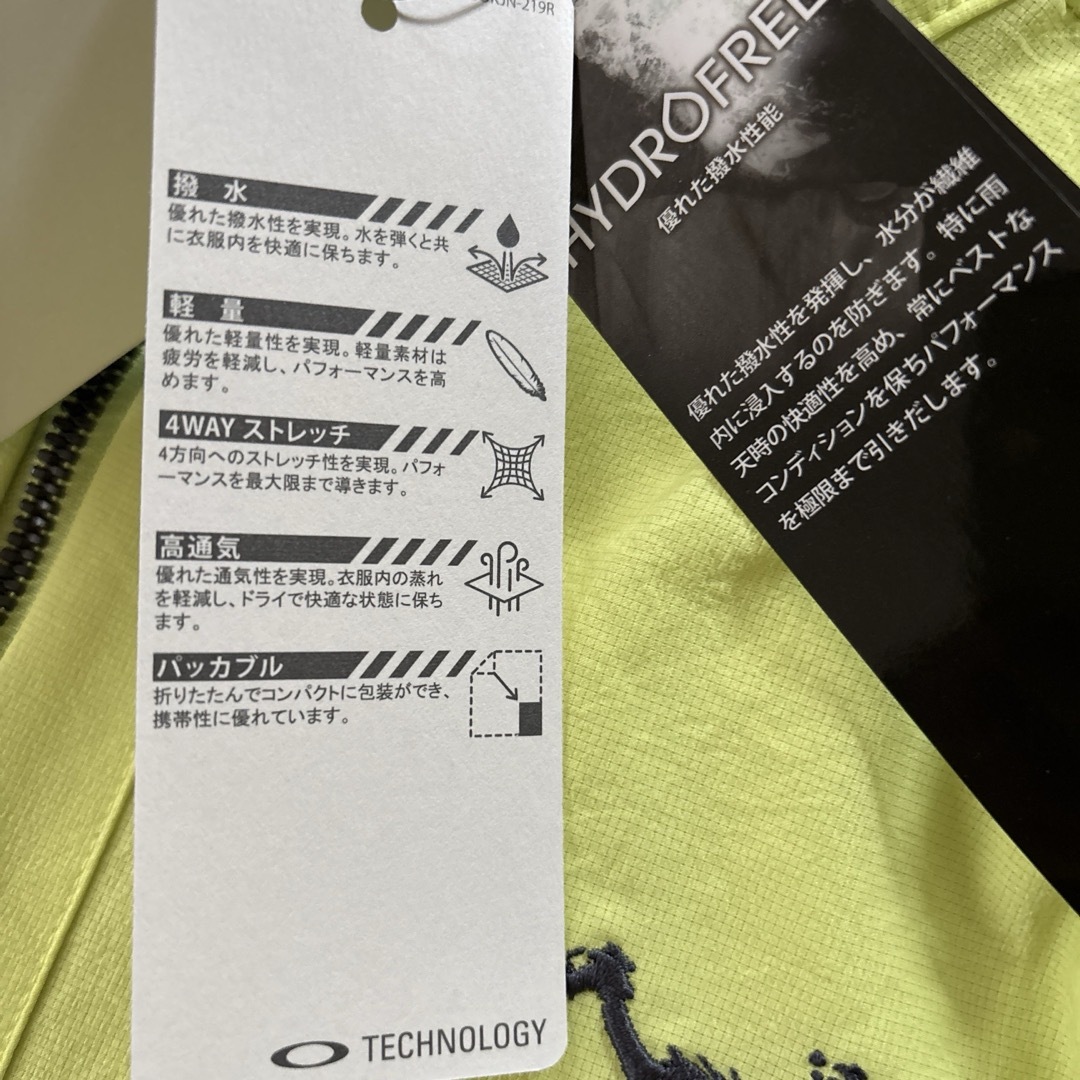 撥 水
優れた撥水性を実現。水を弾くと共
に衣服内を快適に保ちます。
軽 量
優れた軽量性を実現。軽量素材は
疲労を軽減し、パフォーマンスを高
めます。
4WAY ストレッチ
4方向へのストレッチ性を実現。パフォ
ーマンスを最大限まで導きます。
高通気
優れた通気性を実現。衣服内の蒸れ
を軽減し、ドライで快適な状態に保ち
ます。
パッカブル
折りたたんでコンパクトに包装ができ、
携帯性に優れています。
TECHNOLOGY
HYDROFREE
優れた撥水性能
優れた撥水性を発揮し、水分が繊維
内に浸入するのを防ぎます。特に雨
天時の快適性を高め、常にベストな
コンディションを保ちパフォーマンス
を極限まで引きだします。